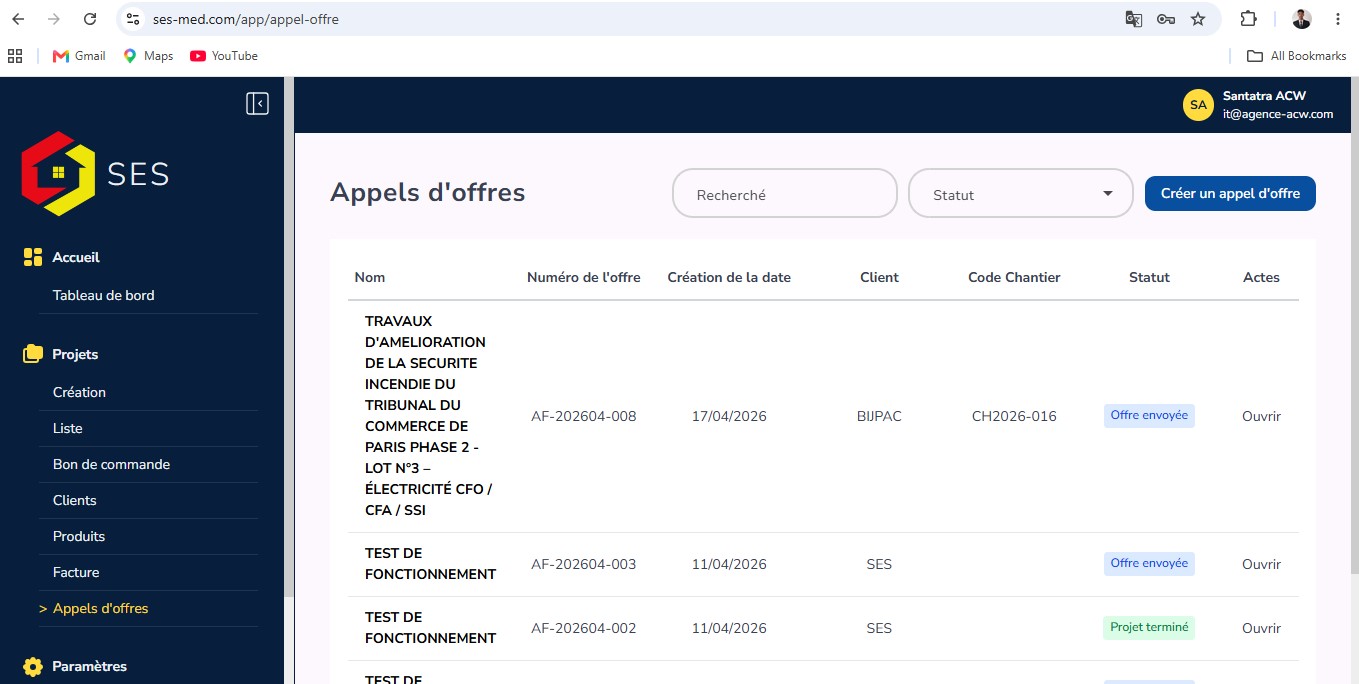 ses-med.com/app/appel-offre
Gmail
Maps
YouTube
All Bookmarks
SA
Santatra ACW
it@agence-acw.com
SES
Accueil
Tableau de bord
Projets
Création
Liste
Bon de commande
Clients
Produits
Facture
> Appels d'offres
Paramètres
Appels d'offres
Recherché
Statut
Créer un appel d'offre
Nom Numéro de l'offre Création de la date Client Code Chantier Statut Actes
TRAVAUX
D'AMELIORATION
DE LA SECURITE
INCENDIE DU
TRIBUNAL DU
COMMERCE DE
PARIS PHASE 2 -
LOT N°3 –
ÉLECTRICITÉ CFO /
CFA / SSI
AF-202604-008 17/04/2026 BIJPAC CH2026-016 Offre envoyée Ouvrir
TEST DE
FONCTIONNEMENT
AF-202604-003 11/04/2026 SES Offre envoyée Ouvrir
TEST DE
FONCTIONNEMENT
AF-202604-002 11/04/2026 SES Projet terminé Ouvrir
TEST DE